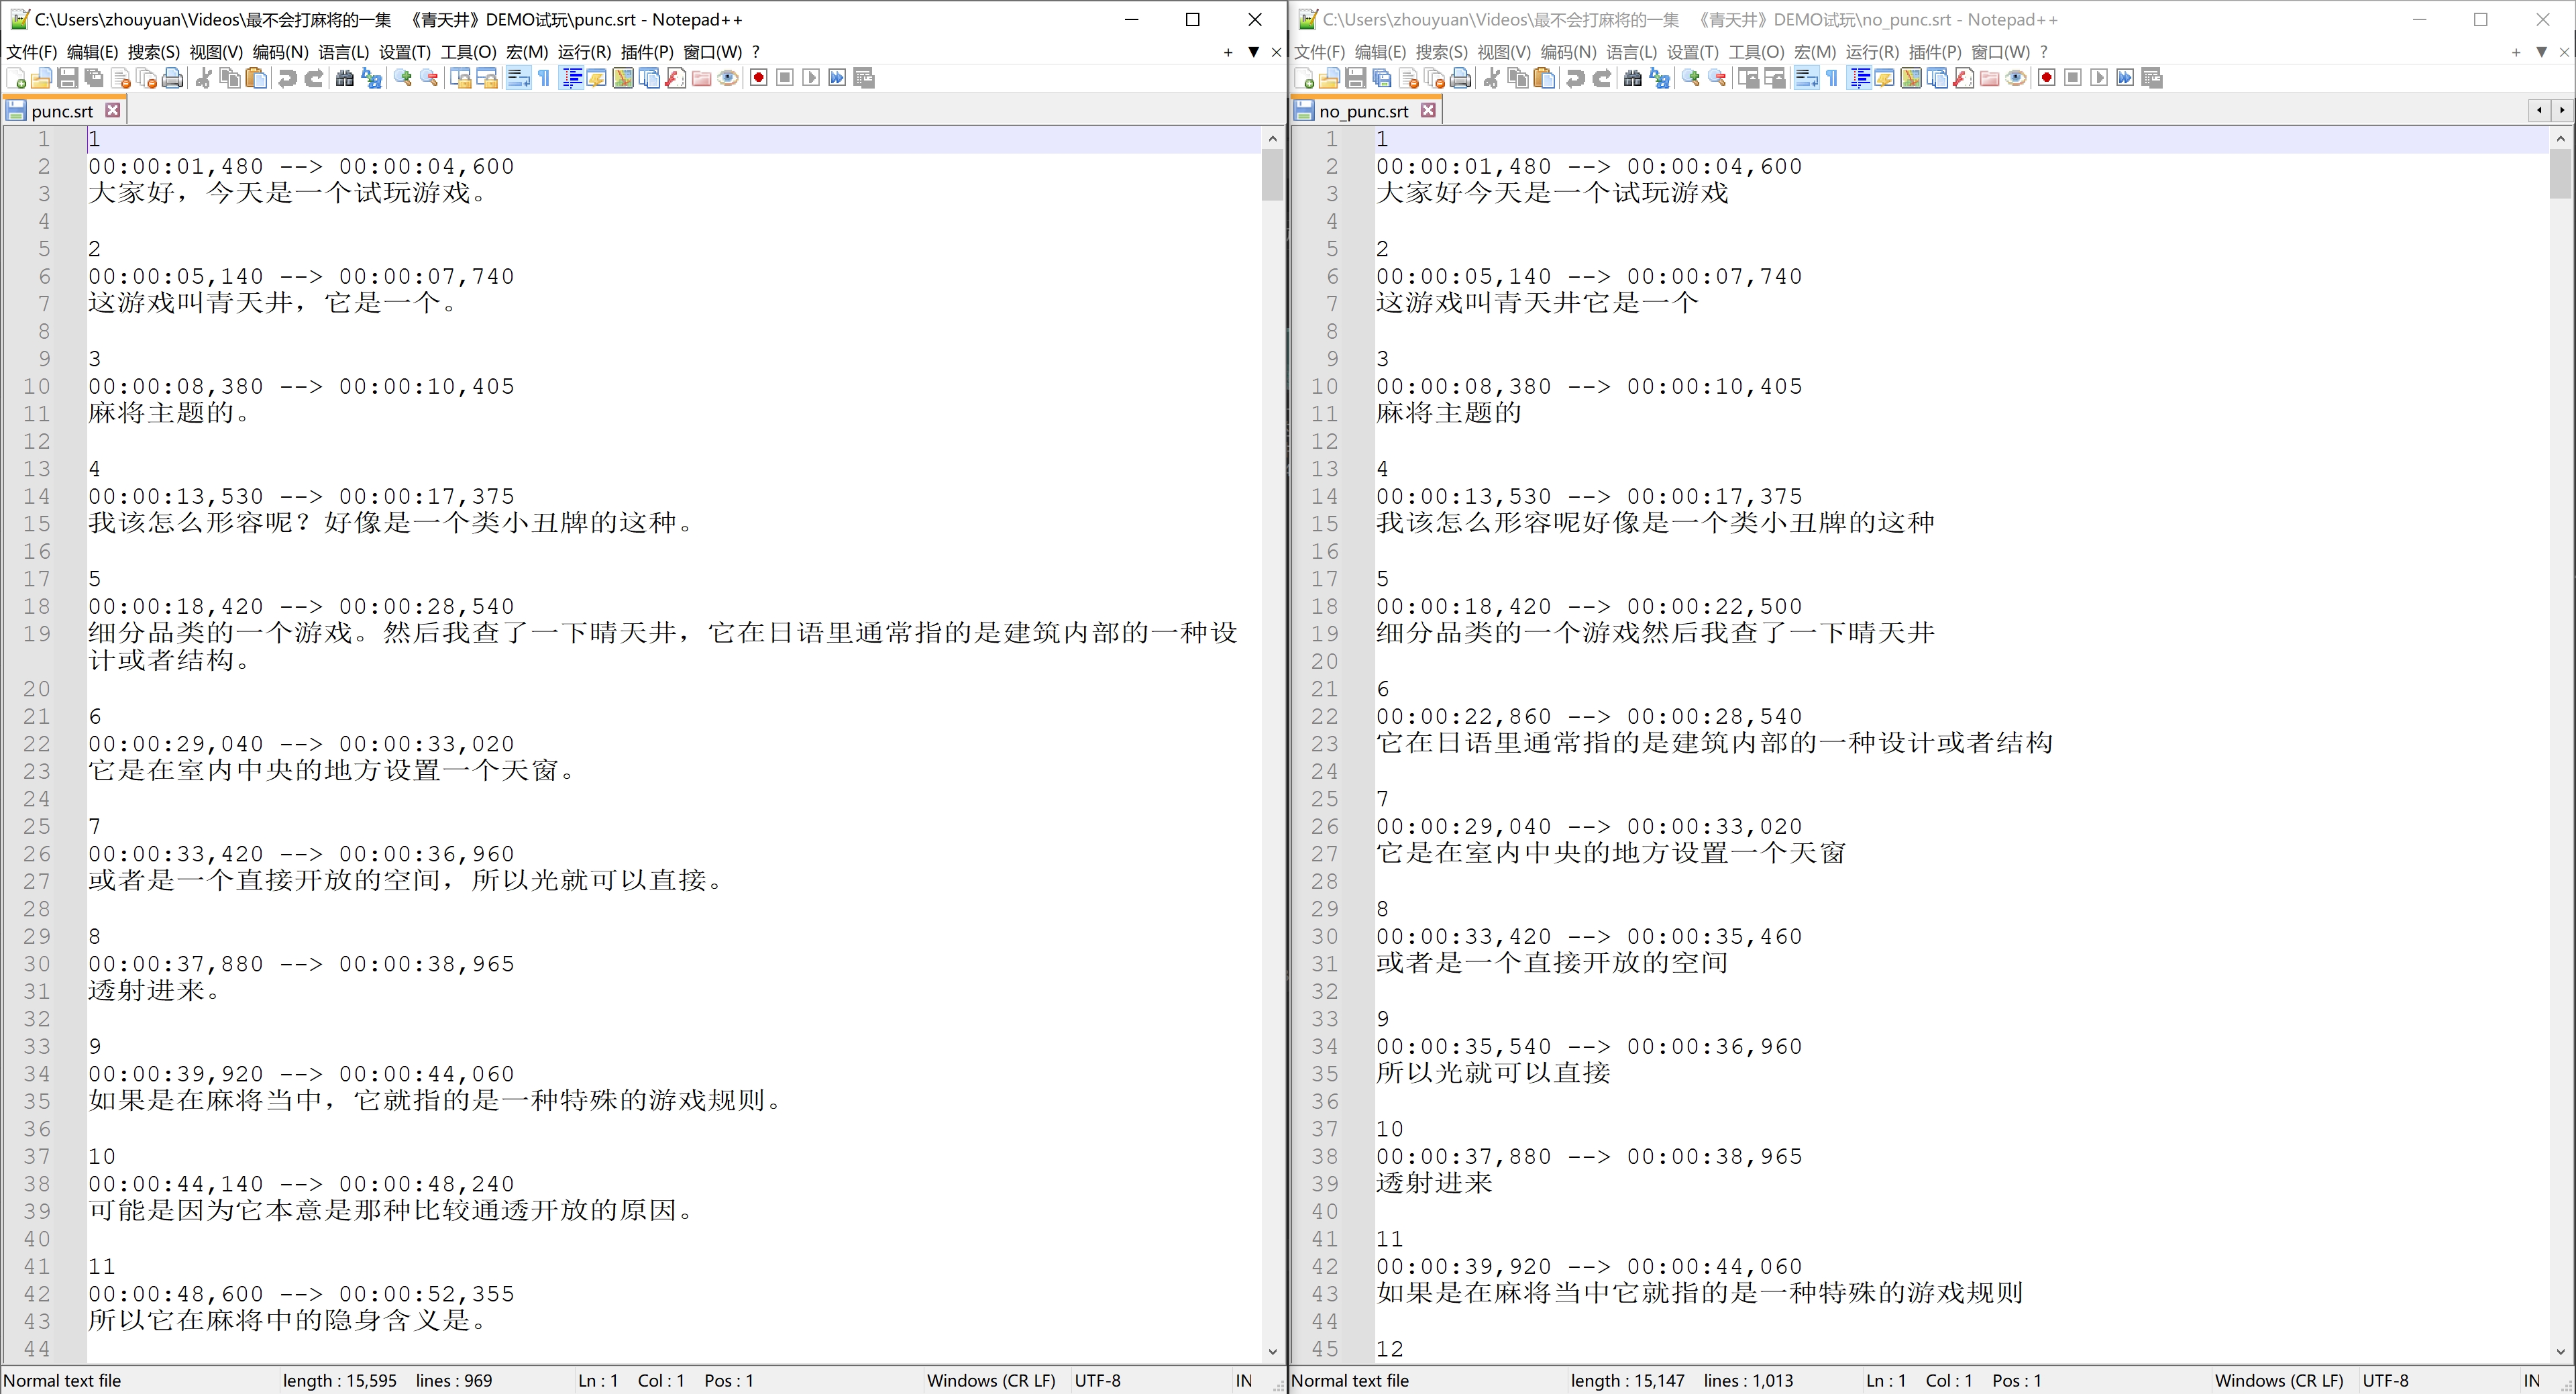 C:\Users\zhouyuan\Videos\最不会打麻将的一集 《青天井》DEMO试玩\punc.srt - Notepad++
文件(F) 编辑(E) 搜索(S) 视图(V) 编码(N) 语言(L) 设置(T) 工具(O) 宏(M) 运行(R) 插件(P) 窗口(W) ?
punc.srt
1 1
2 00:00:01,480 --> 00:00:04,600
3 大家好，今天是一个试玩游戏。
4
5 2
6 00:00:05,140 --> 00:00:07,740
7 这游戏叫青天井，它是一个。
8
9 3
10 00:00:08,380 --> 00:00:10,405
11 麻将主题的。
12
13 4
14 00:00:13,530 --> 00:00:17,375
15 我该怎么形容呢？好像是一个类小丑牌的这种。
16
17 5
18 00:00:18,420 --> 00:00:28,540
19 细分品类的一个游戏。然后我查了一下晴天井，它在日语里通常指的是建筑内部的一种设
计或者结构。
20
21 6
22 00:00:29,040 --> 00:00:33,020
23 它是在室内中央的地方设置一个天窗。
24
25 7
26 00:00:33,420 --> 00:00:36,960
27 或者是一个直接开放的空间，所以光就可以直接。
28
29 8
30 00:00:37,880 --> 00:00:38,965
31 透射进来。
32
33 9
34 00:00:39,920 --> 00:00:44,060
35 如果是在麻将当中，它就指的是一种特殊的游戏规则。
36
37 10
38 00:00:44,140 --> 00:00:48,240
39 可能是因为它本意是那种比较通透开放的原因。
40
41 11
42 00:00:48,600 --> 00:00:52,355
43 所以它在麻将中的隐身含义是。
44
Normal text file length : 15,595 lines : 969 Ln : 1 Col : 1 Pos : 1 Windows (CR LF) UTF-8 IN
C:\Users\zhouyuan\Videos\最不会打麻将的一集 《青天井》DEMO试玩\no_punc.srt - Notepad++
文件(F) 编辑(E) 搜索(S) 视图(V) 编码(N) 语言(L) 设置(T) 工具(O) 宏(M) 运行(R) 插件(P) 窗口(W) ?
no_punc.srt
1 1
2 00:00:01,480 --> 00:00:04,600
3 大家好今天是一个试玩游戏
4
5 2
6 00:00:05,140 --> 00:00:07,740
7 这游戏叫青天井它是一个
8
9 3
10 00:00:08,380 --> 00:00:10,405
11 麻将主题的
12
13 4
14 00:00:13,530 --> 00:00:17,375
15 我该怎么形容呢好像是一个类小丑牌的这种
16
17 5
18 00:00:18,420 --> 00:00:22,500
19 细分品类的一个游戏然后我查了一下晴天井
20
21 6
22 00:00:22,860 --> 00:00:28,540
23 它在日语里通常指的是建筑内部的一种设计或者结构
24
25 7
26 00:00:29,040 --> 00:00:33,020
27 它是在室内中央的地方设置一个天窗
28
29 8
30 00:00:33,420 --> 00:00:35,460
31 或者是一个直接开放的空间
32
33 9
34 00:00:35,540 --> 00:00:36,960
35 所以光就可以直接
36
37 10
38 00:00:37,880 --> 00:00:38,965
39 透射进来
40
41 11
42 00:00:39,920 --> 00:00:44,060
43 如果是在麻将当中它就指的是一种特殊的游戏规则
44
45 12
Normal text file length : 15,147 lines : 1,013 Ln : 1 Col : 1 Pos : 1 Windows (CR LF) UTF-8 IN